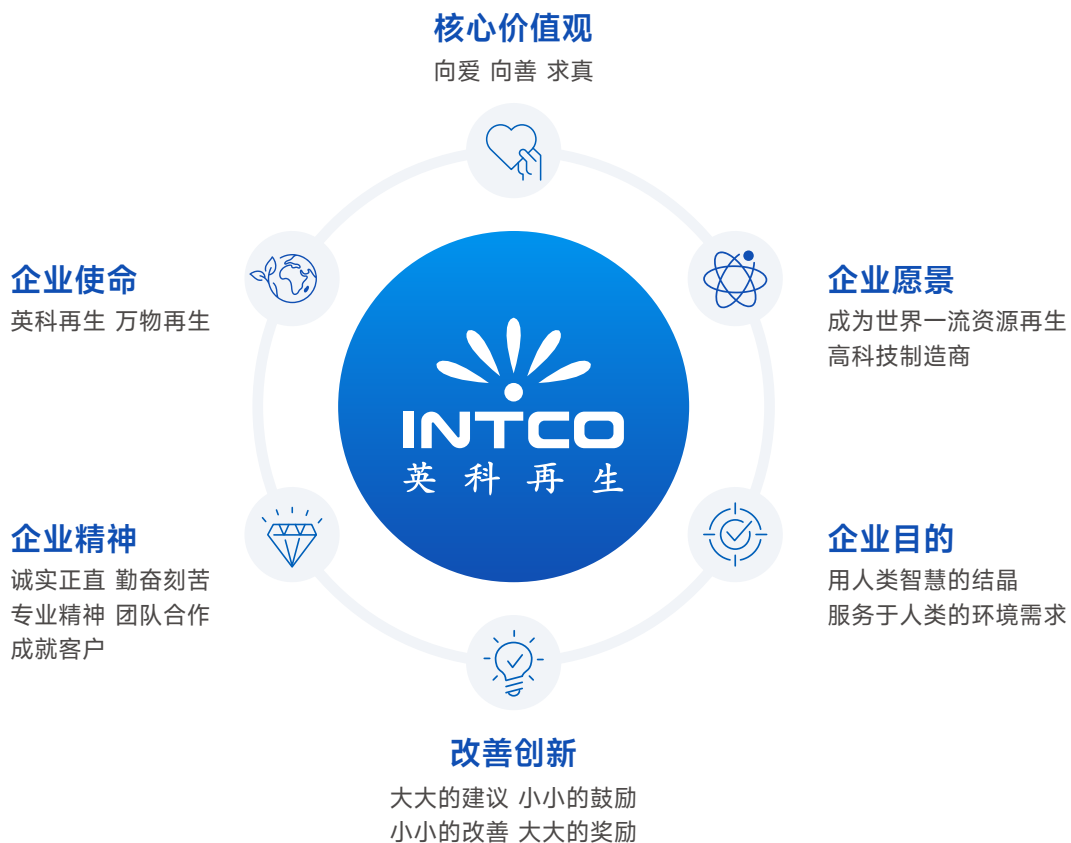 核心价值观
向爱 向善 求真
企业使命
英科再生 万物再生
企业愿景
成为世界一流资源再生
高科技制造商
INTCO
英科再生
企业精神
诚实正直 勤奋刻苦
专业精神 团队合作
成就客户
企业目的
用人类智慧的结晶
服务于人类的环境需求
改善创新
大大的建议 小小的鼓励
小小的改善 大大的奖励